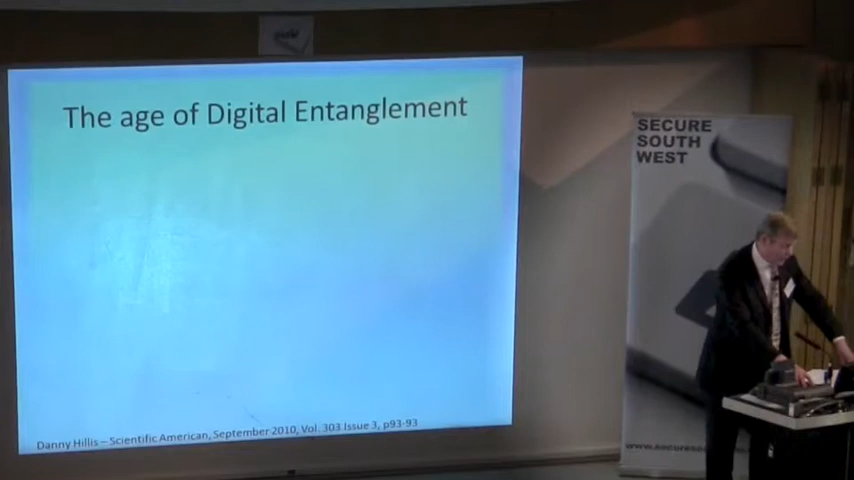 The age of Digital Entanglement
Danny Hillis – Scientific American, September 2010, Vol. 303 Issue 3, p93-93
SECURE
SOUTH
WEST